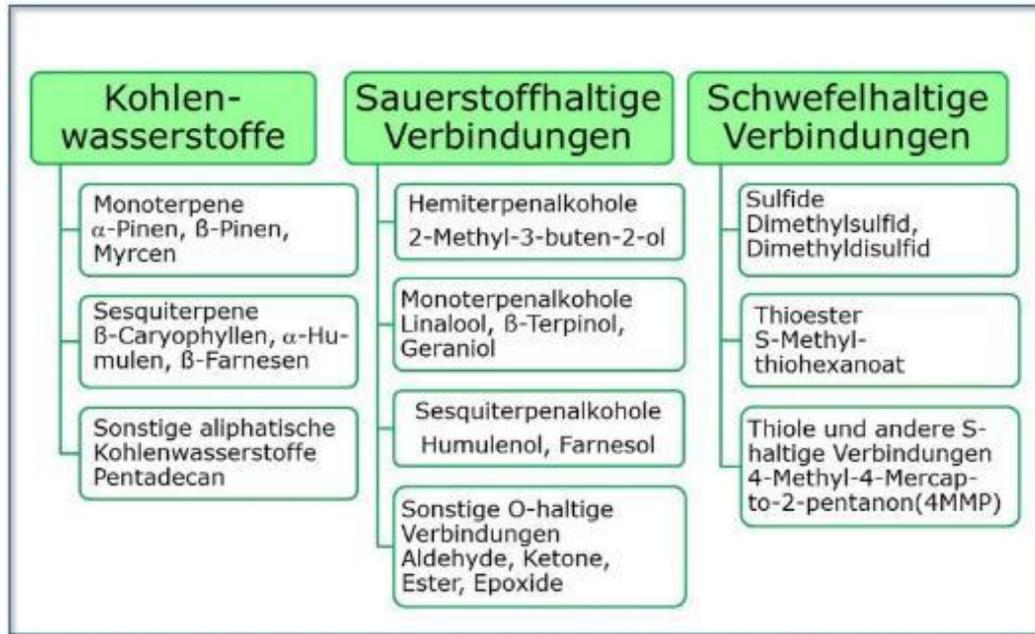 Kohlen-
wasserstoffe
Monoterpene
α-Pinen, ß-Pinen,
Myrcen
Sesquiterpene
ß-Caryophyllen, α-Hu-
mulen, ß-Farnesen
Sonstige aliphatische
Kohlenwasserstoffe
Pentadecan
Sauerstoffhaltige
Verbindungen
Hemiterpenalkohole
2-Methyl-3-buten-2-ol
Monoterpenalkohole
Linalool, ß-Terpinol,
Geraniol
Sesquiterpenalkohole
Humulenol, Farnesol
Sonstige O-haltige
Verbindungen
Aldehyde, Ketone,
Ester, Epoxide
Schwefelhaltige
Verbindungen
Sulfide
Dimethylsulfid,
Dimethyldisulfid
Thioester
S-Methyl-
thiohexanoat
Thiole und andere S-
haltige Verbindungen
4-Methyl-4-Mercap-
to-2-pentanon(4MMP)